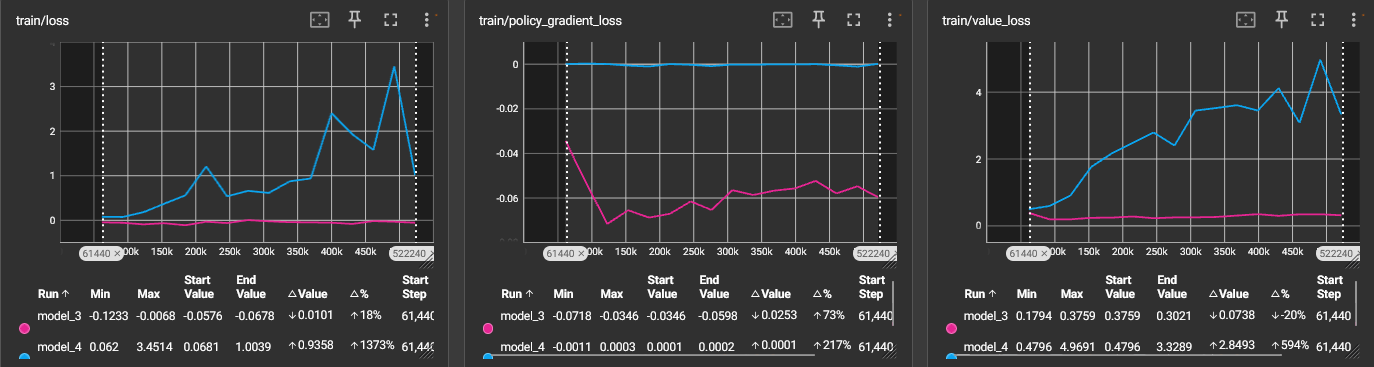 train/loss
3
2
1
0
61440 ×
00k 150k 200k 250k 300k 350k 400k 450k
522240 ×
Run ↑ Min Max Start Value End Value △Value △% Start Step
model_3 -0.1233 -0.0068 -0.0576 -0.0678 ↓0.0101 ↑18% 61,440
model_4 0.062 3.4514 0.0681 1.0039 ↑0.9358 ↑1373% 61,44
train/policy_gradient_loss
0
-0.02
-0.04
-0.06
61440 ×
00k 150k 200k 250k 300k 350k 400k 450k
522240 ×
Run ↑ Min Max Start Value End Value △Value △% Start Step
model_3 -0.0718 -0.0346 -0.0346 -0.0598 ↓0.0253 ↑73% 61,440
model_4 -0.0011 0.0003 0.0001 0.0002 ↑0.0001 ↑217% 61,440
train/value_loss
4
2
0
61440 ×
00k 150k 200k 250k 300k 350k 400k 450k
522240 ×
Run ↑ Min Max Start Value End Value △Value △% Start Step
model_3 0.1794 0.3759 0.3759 0.3021 ↓0.0738 ↓-20% 61,440
model_4 0.4796 4.9691 0.4796 3.3289 ↑2.8493 ↑594% 61,440